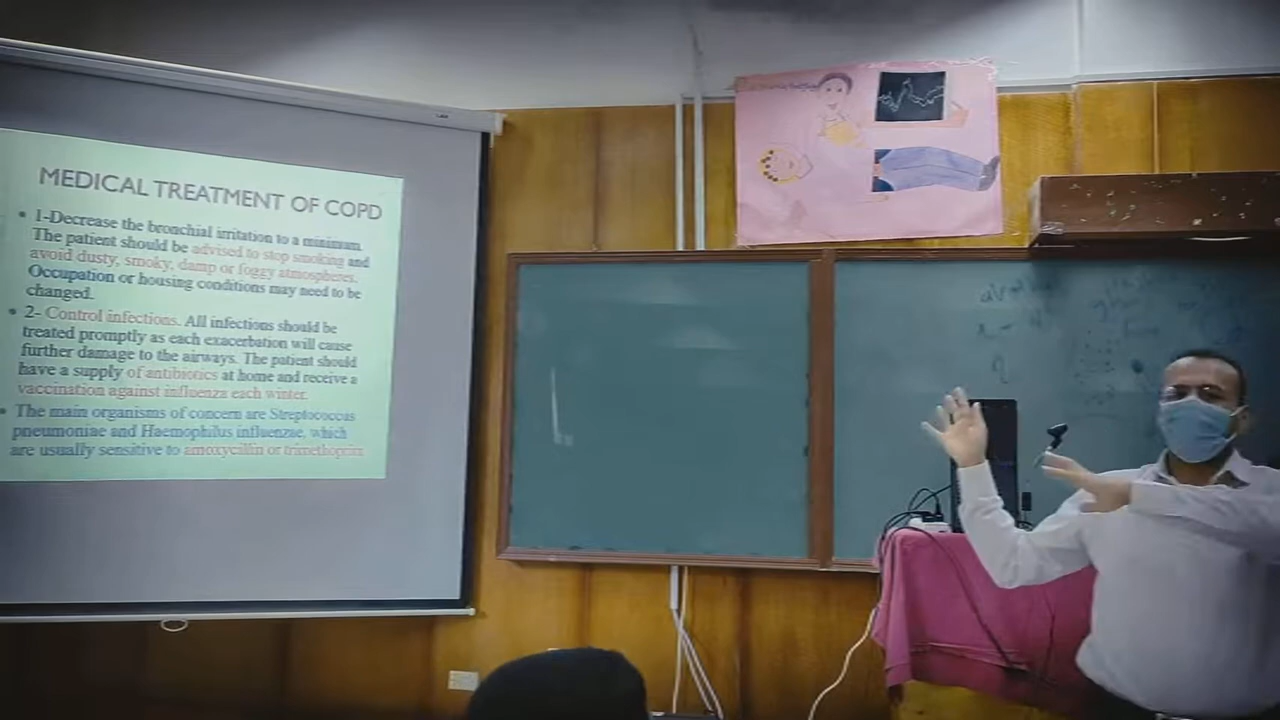 MEDICAL TREATMENT OF COPD
• 1-Decrease the bronchial irritation to a minimum.
The patient should be advised to stop smoking and
avoid dusty, smoky, damp or foggy atmospheres.
Occupation or housing conditions may need to be
changed.
• 2- Control infections. All infections should be
treated promptly as each exacerbation will cause
further damage to the airways. The patient should
have a supply of antibiotics at home and receive a
vaccination against influenza each winter.
• The main organisms of concern are Streptococcus
pneumoniae and Haemophilus influenzae, which
are usually sensitive to amoxycillin or trimethoprim.